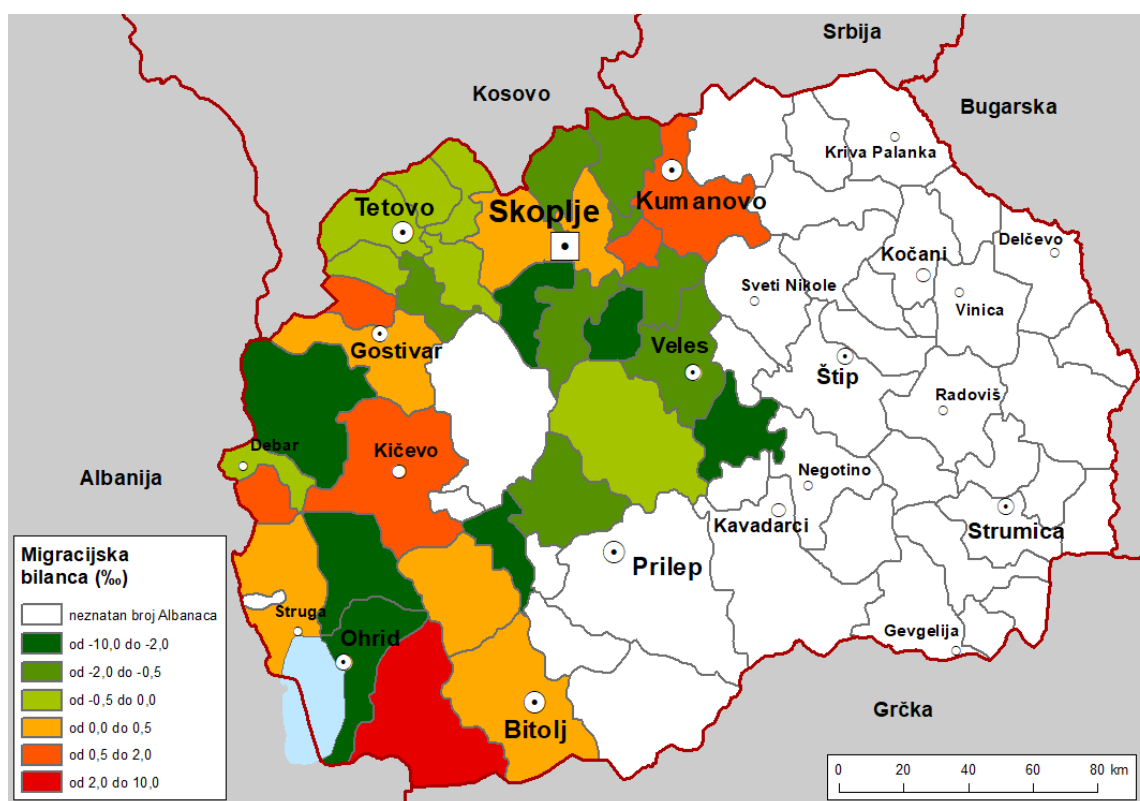 Srbija
Kosovo
Bugarska
Kriva Palanka
Tetovo
Skoplje
Kumanovo
Kočani
Delčevo
Sveti Nikole
Vinica
Gostivar
Veles
Štip
Radoviš
Debar
Kičevo
Albanija
Negotino
Kavadarci
Strumica
Prilep
Struga
Ohrid
Gevgelija
Bitolj
Grčka
Migracijska
bilanca (‰)
neznatan broj Albanaca
od -10,0 do -2,0
od -2,0 do -0,5
od -0,5 do 0,0
od 0,0 do 0,5
od 0,5 do 2,0
od 2,0 do 10,0
0 20 40 60 80 km